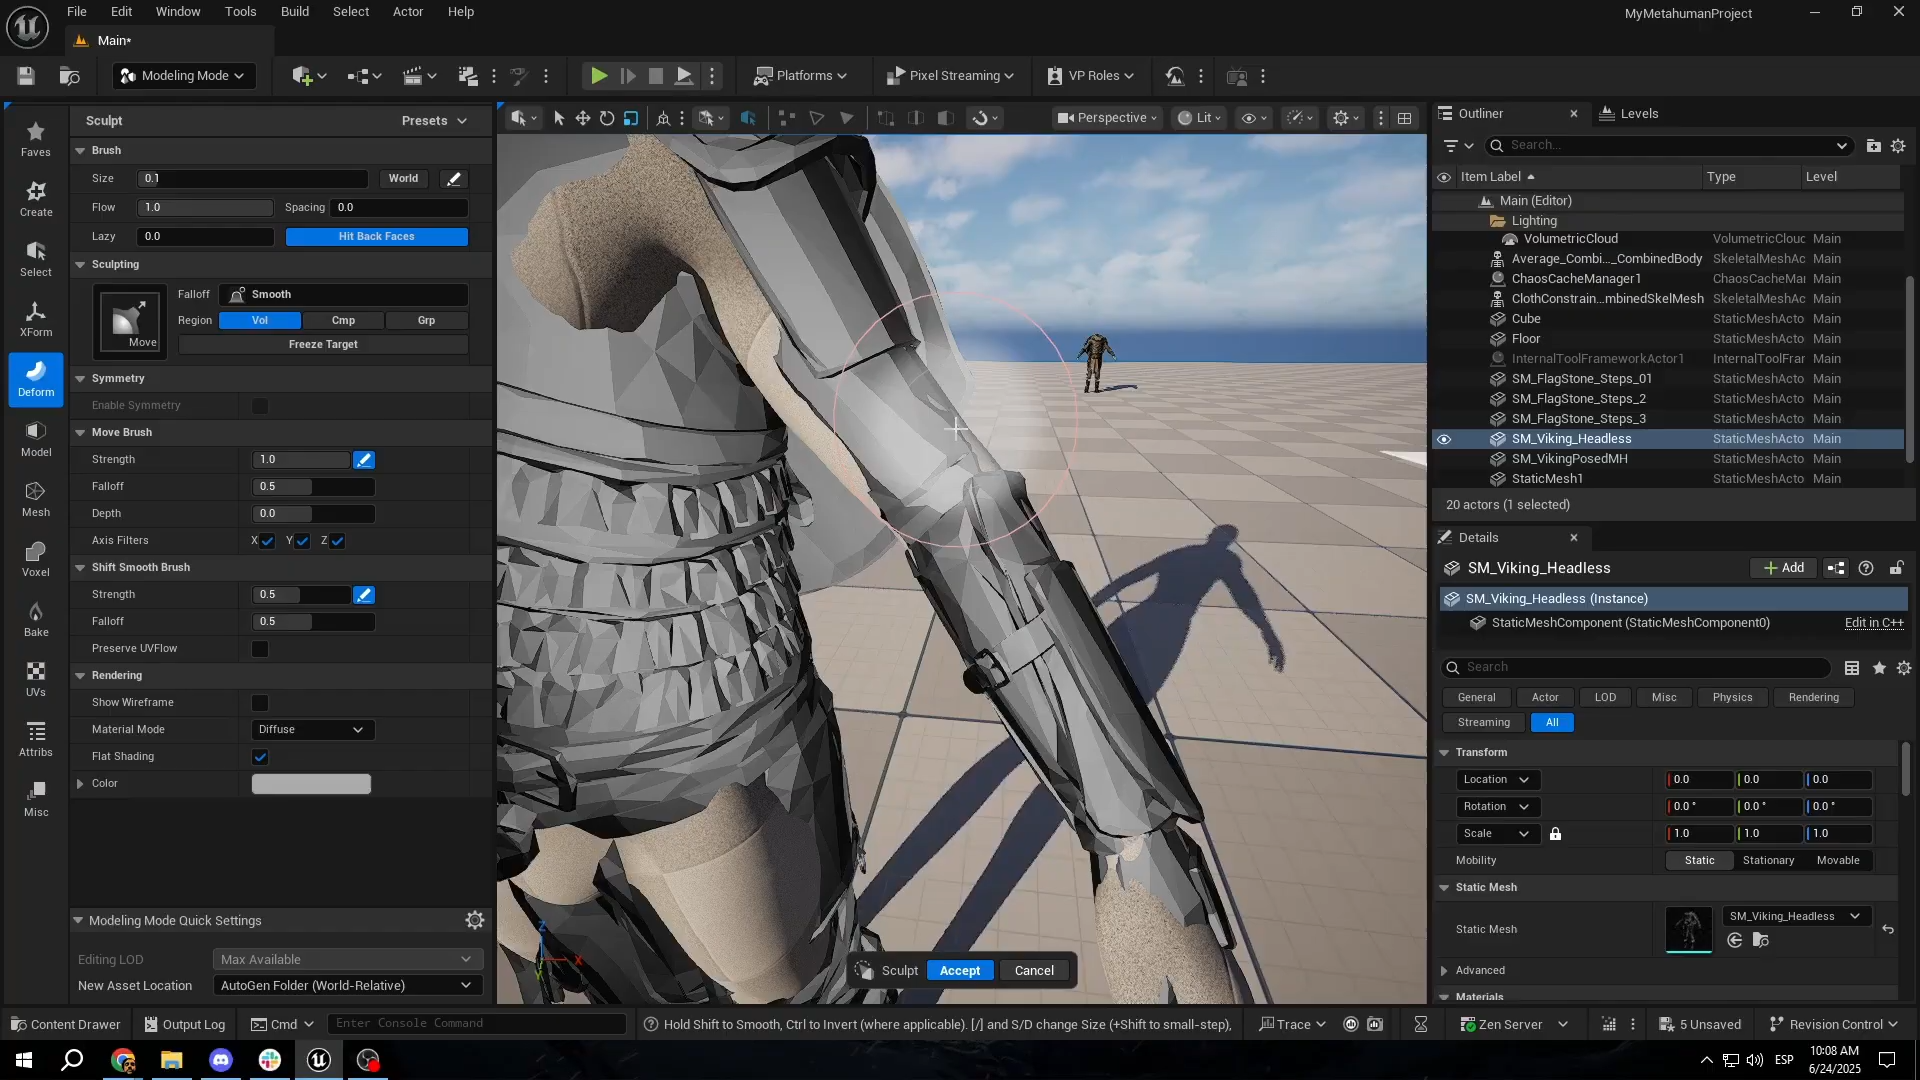 File Edit Window Tools Build Select Actor Help
MyMetahumanProject
Main*
Modeling Mode
Platforms
Pixel Streaming
VP Roles
Faves
Create
Select
XForm
Deform
Model
Mesh
Voxel
Bake
UVs
Attribs
Misc
Sculpt
Presets
Brush
Size 0.1 World
Flow 1.0 Spacing 0.0
Lazy 0.0 Hit Back Faces
Sculpting
Move
Falloff Smooth
Region Vol Cmp Grp
Freeze Target
Symmetry
Enable Symmetry
Move Brush
Strength 1.0
Falloff 0.5
Depth 0.0
Axis Filters X Y Z
Shift Smooth Brush
Strength 0.5
Falloff 0.5
Preserve UVFlow
Rendering
Show Wireframe
Material Mode Diffuse
Flat Shading
Color
Modeling Mode Quick Settings
Editing LOD Max Available
New Asset Location AutoGen Folder (World-Relative)
Perspective
Lit
Z
X
Y
Sculpt Accept Cancel
Outliner
Levels
Search...
Item Label Type Level
Main (Editor)
Lighting
VolumetricCloud VolumetricClouc Main
Average_Combi..._CombinedBody SkeletalMeshAc Main
ChaosCacheManager1 ChaosCacheMar Main
ClothConstrain...mbinedSkelMesh SkeletalMeshAc Main
Cube StaticMeshActo Main
Floor StaticMeshActo Main
InternalToolFrameworkActor1 InternalToolFrar Main
SM_FlagStone_Steps_01 StaticMeshActo Main
SM_FlagStone_Steps_2 StaticMeshActo Main
SM_FlagStone_Steps_3 StaticMeshActo Main
SM_Viking_Headless StaticMeshActo Main
SM_VikingPosedMH StaticMeshActo Main
StaticMesh1 StaticMeshActo Main
20 actors (1 selected)
Details
SM_Viking_Headless
Add
SM_Viking_Headless (Instance)
StaticMeshComponent (StaticMeshComponent0) Edit in C++
Search
General Actor LOD Misc Physics Rendering
Streaming All
Transform
Location 0.0 0.0 0.0
Rotation 0.0 ° 0.0 ° 0.0 °
Scale 1.0 1.0 1.0
Mobility Static Stationary Movable
Static Mesh
Static Mesh SM_Viking_Headless
Advanced
Materials
Content Drawer
Output Log
Cmd
Enter Console Command
Hold Shift to Smooth, Ctrl to Invert (where applicable). [/] and S/D change Size (+Shift to small-step),
Trace
Zen Server
5 Unsaved
Revision Control
ESP
10:08 AM
6/24/2025